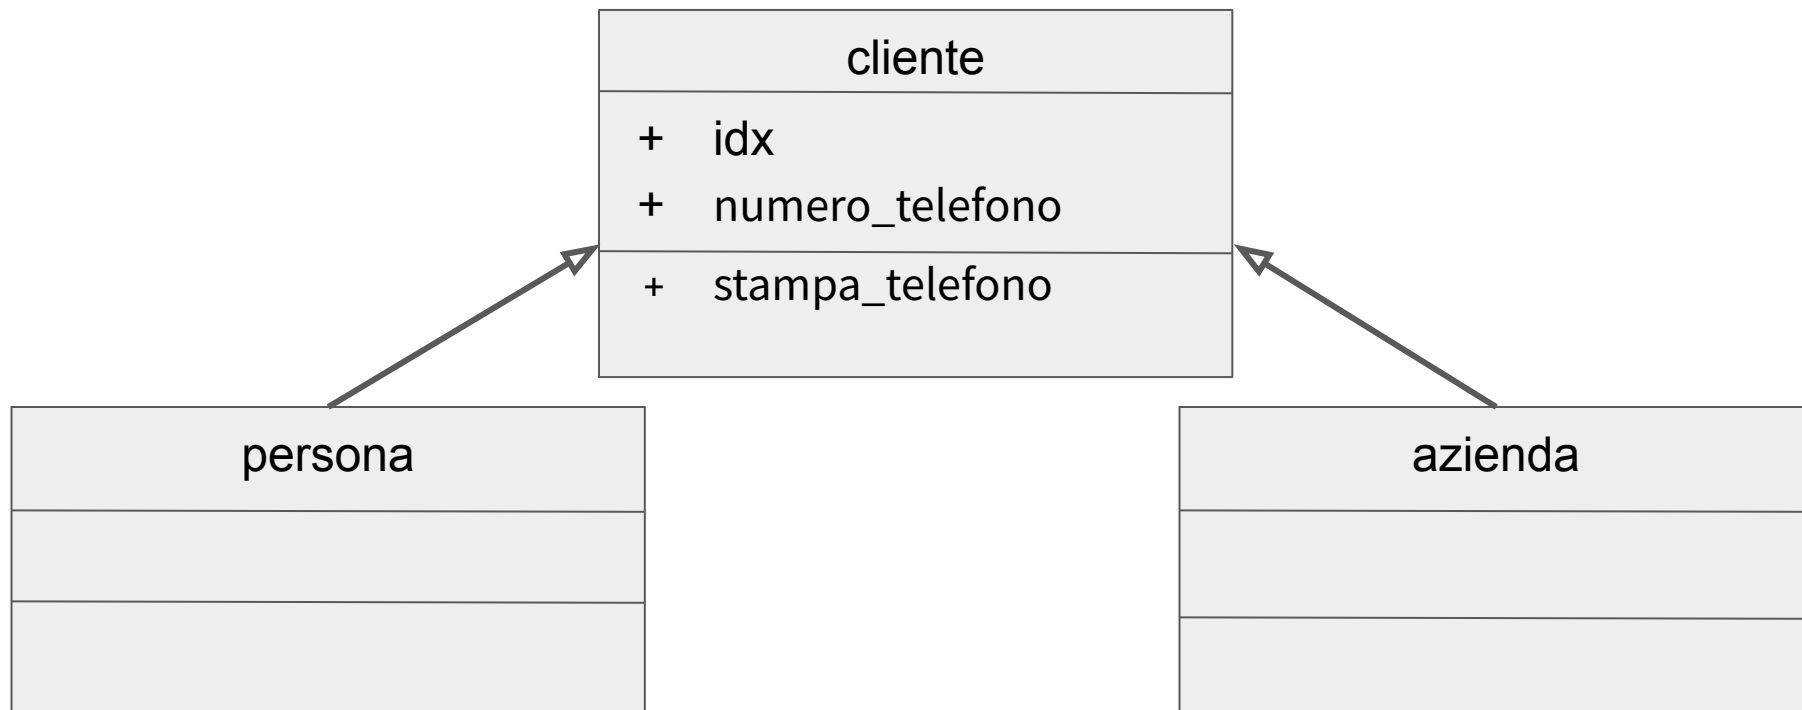 cliente
+ idx
+ numero_telefono
+ stampa_telefono
persona
azienda